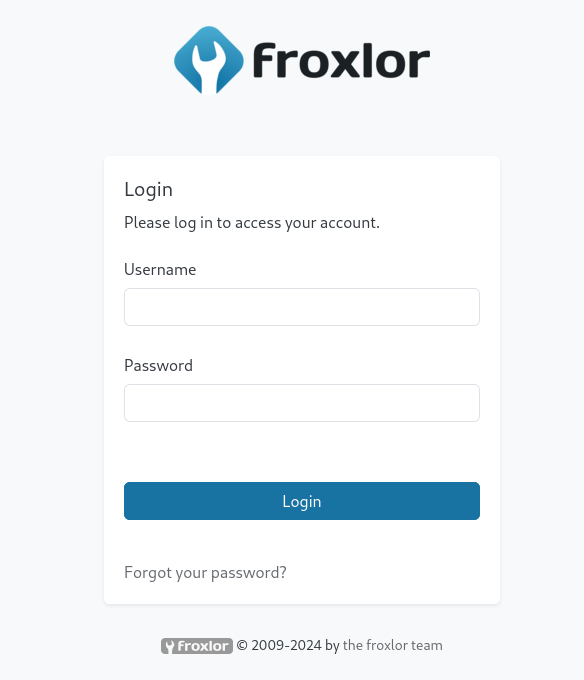 froxlor
Login
Please log in to access your account.
Username
Password
Login
Forgot your password?
froxlor © 2009-2024 by the froxlor team